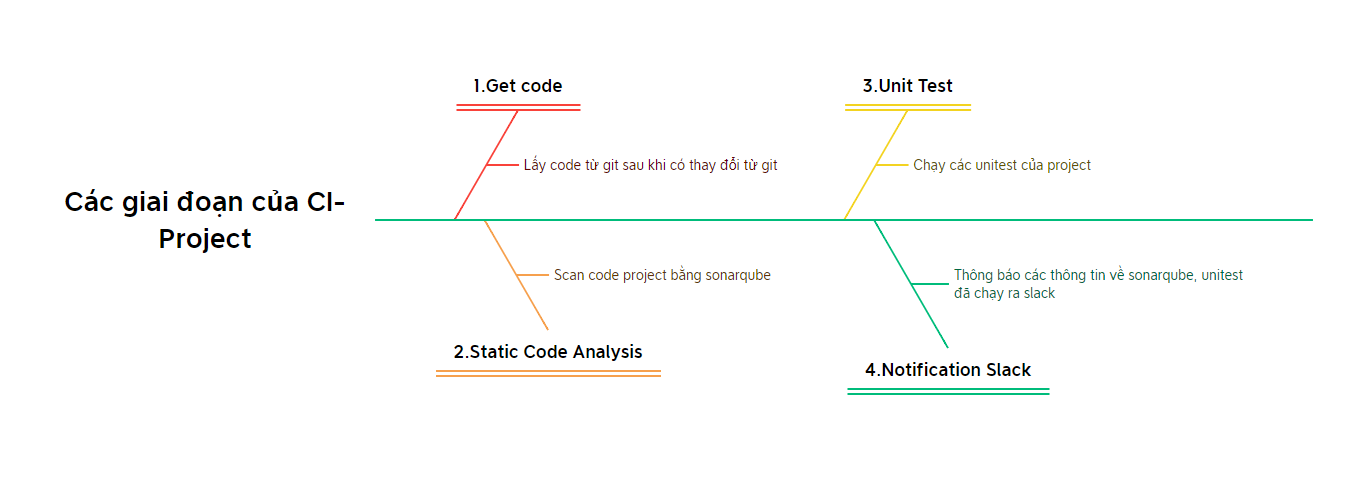 Các giai đoạn của CI-
Project
1.Get code
Lấy code từ git sau khi có thay đổi từ git
2.Static Code Analysis
Scan code project bằng sonarqube
3.Unit Test
Chạy các unitest của project
4.Notification Slack
Thông báo các thông tin về sonarqube, unitest
đã chạy ra slack